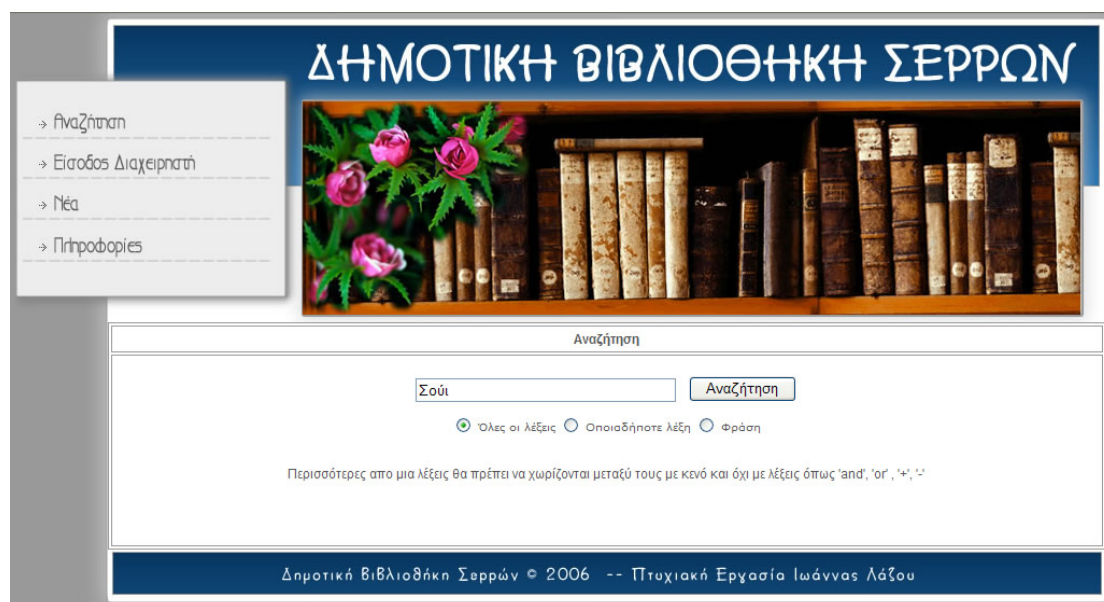 ΔΗΜΟΤΙΚΗ ΒΙΒΛΙΟΘΗΚΗ ΣΕΡΡΩΝ
Αναζήτηση
Είσοδος Διαχειρηστή
Νέα
Πληροφορίες
Αναζήτηση
Σούι Αναζήτηση
Όλες οι λέξεις Οποιαδήποτε λέξη Φράση
Περισσότερες απο μια λέξεις θα πρέπει να χωρίζονται μεταξύ τους με κενό και όχι με λέξεις όπως 'and', 'or' , '+', '-'
Δημοτική Βιβλιοθήκη Σερρών © 2006 -- Πτυχιακή Εργασία Ιωάννας Λάζου